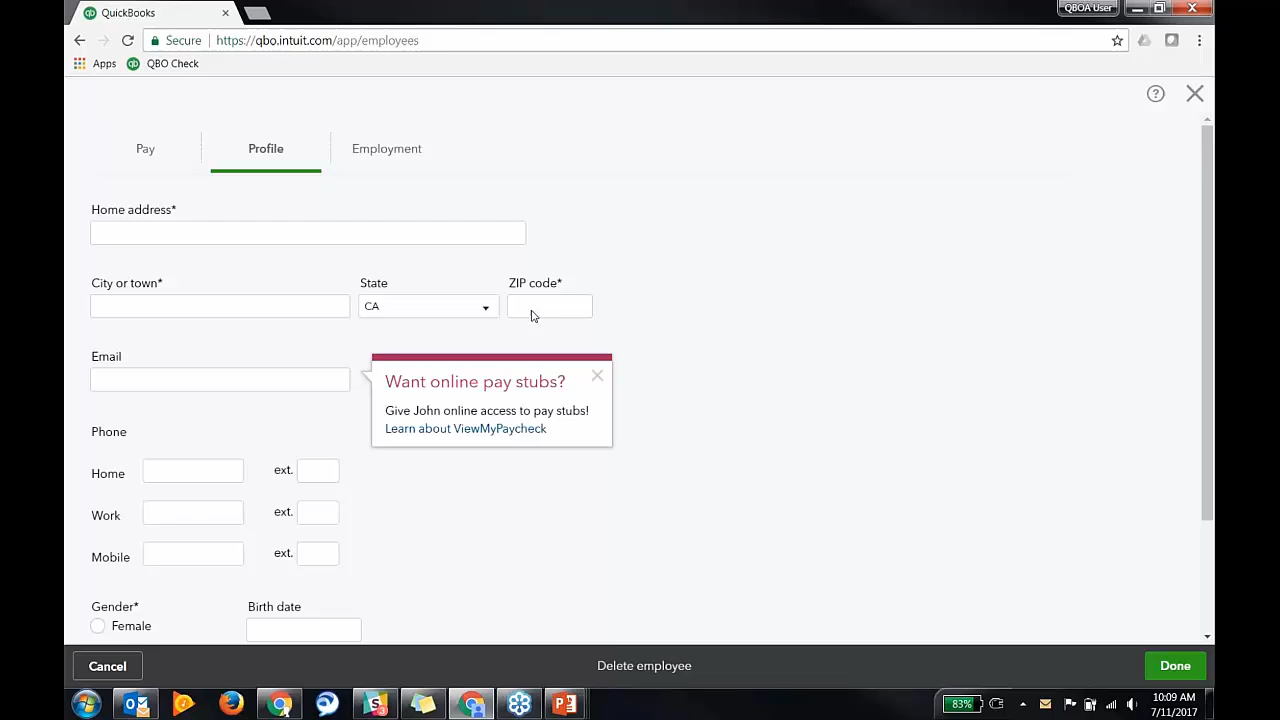 QuickBooks
QBOA User
Secure
https://qbo.intuit.com/app/employees
Apps
QBO Check
Pay
Profile
Employment
Home address*
City or town*
State
ZIP code*
CA
Email
Want online pay stubs?
Give John online access to pay stubs!
Learn about ViewMyPaycheck
Phone
Home
ext.
Work
ext.
Mobile
ext.
Gender*
Birth date
Female
Cancel
Delete employee
Done
83%
10:09 AM
7/11/2017